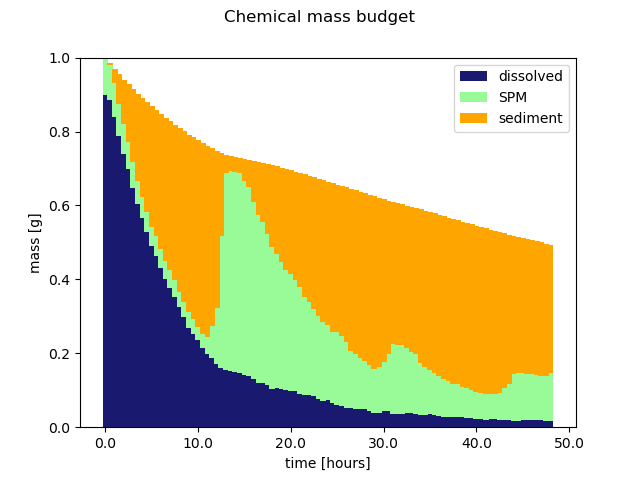 Chemical mass budget
1.0
0.8
0.6
0.4
0.2
0.0
mass [g]
dissolved
SPM
sediment
0.0 10.0 20.0 30.0 40.0 50.0
time [hours]